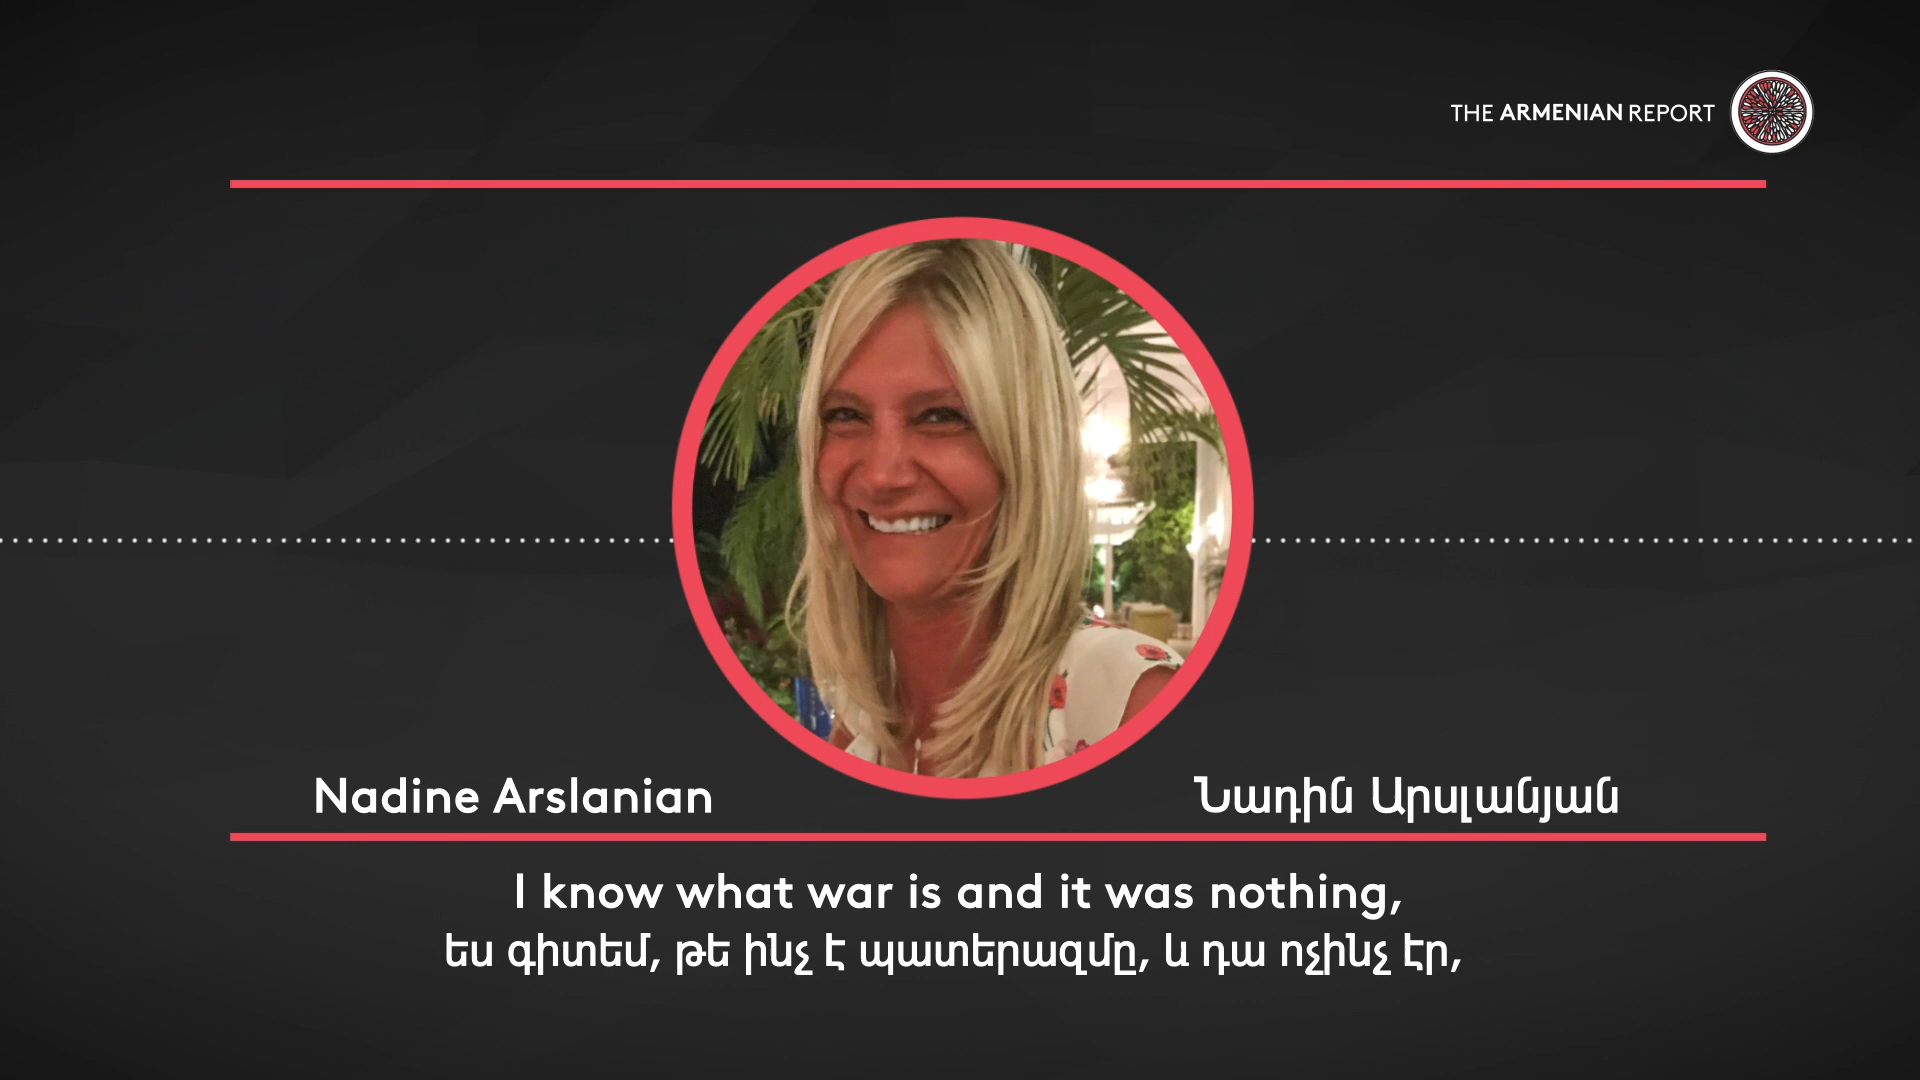 THE ARMENIAN REPORT
Nadine Arslanian
Նադին Արսլանյան
I know what war is and it was nothing,
ես գիտեմ, թե ինչ է պատերազմը, և դա ոչինչ էր,